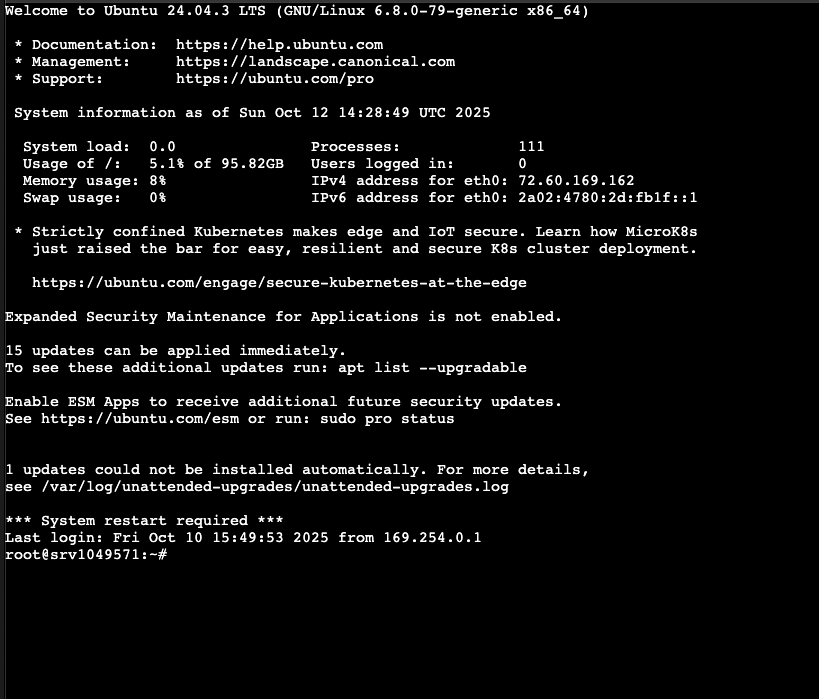 Welcome to Ubuntu 24.04.3 LTS (GNU/Linux 6.8.0-79-generic x86_64)

 * Documentation:  https://help.ubuntu.com
 * Management:     https://landscape.canonical.com
 * Support:        https://ubuntu.com/pro

 System information as of Sun Oct 12 14:28:49 UTC 2025

  System load:  0.0                Processes:             111
  Usage of /:   5.1% of 95.82GB   Users logged in:       0
  Memory usage: 8%                IPv4 address for eth0: 72.60.169.162
  Swap usage:   0%                IPv6 address for eth0: 2a02:4780:2d:fb1f::1

 * Strictly confined Kubernetes makes edge and IoT secure. Learn how MicroK8s
   just raised the bar for easy, resilient and secure K8s cluster deployment.

   https://ubuntu.com/engage/secure-kubernetes-at-the-edge

Expanded Security Maintenance for Applications is not enabled.

15 updates can be applied immediately.
To see these additional updates run: apt list --upgradable

Enable ESM Apps to receive additional future security updates.
See https://ubuntu.com/esm or run: sudo pro status


1 updates could not be installed automatically. For more details,
see /var/log/unattended-upgrades/unattended-upgrades.log

*** System restart required ***
Last login: Fri Oct 10 15:49:53 2025 from 169.254.0.1
root@srv1049571:~#